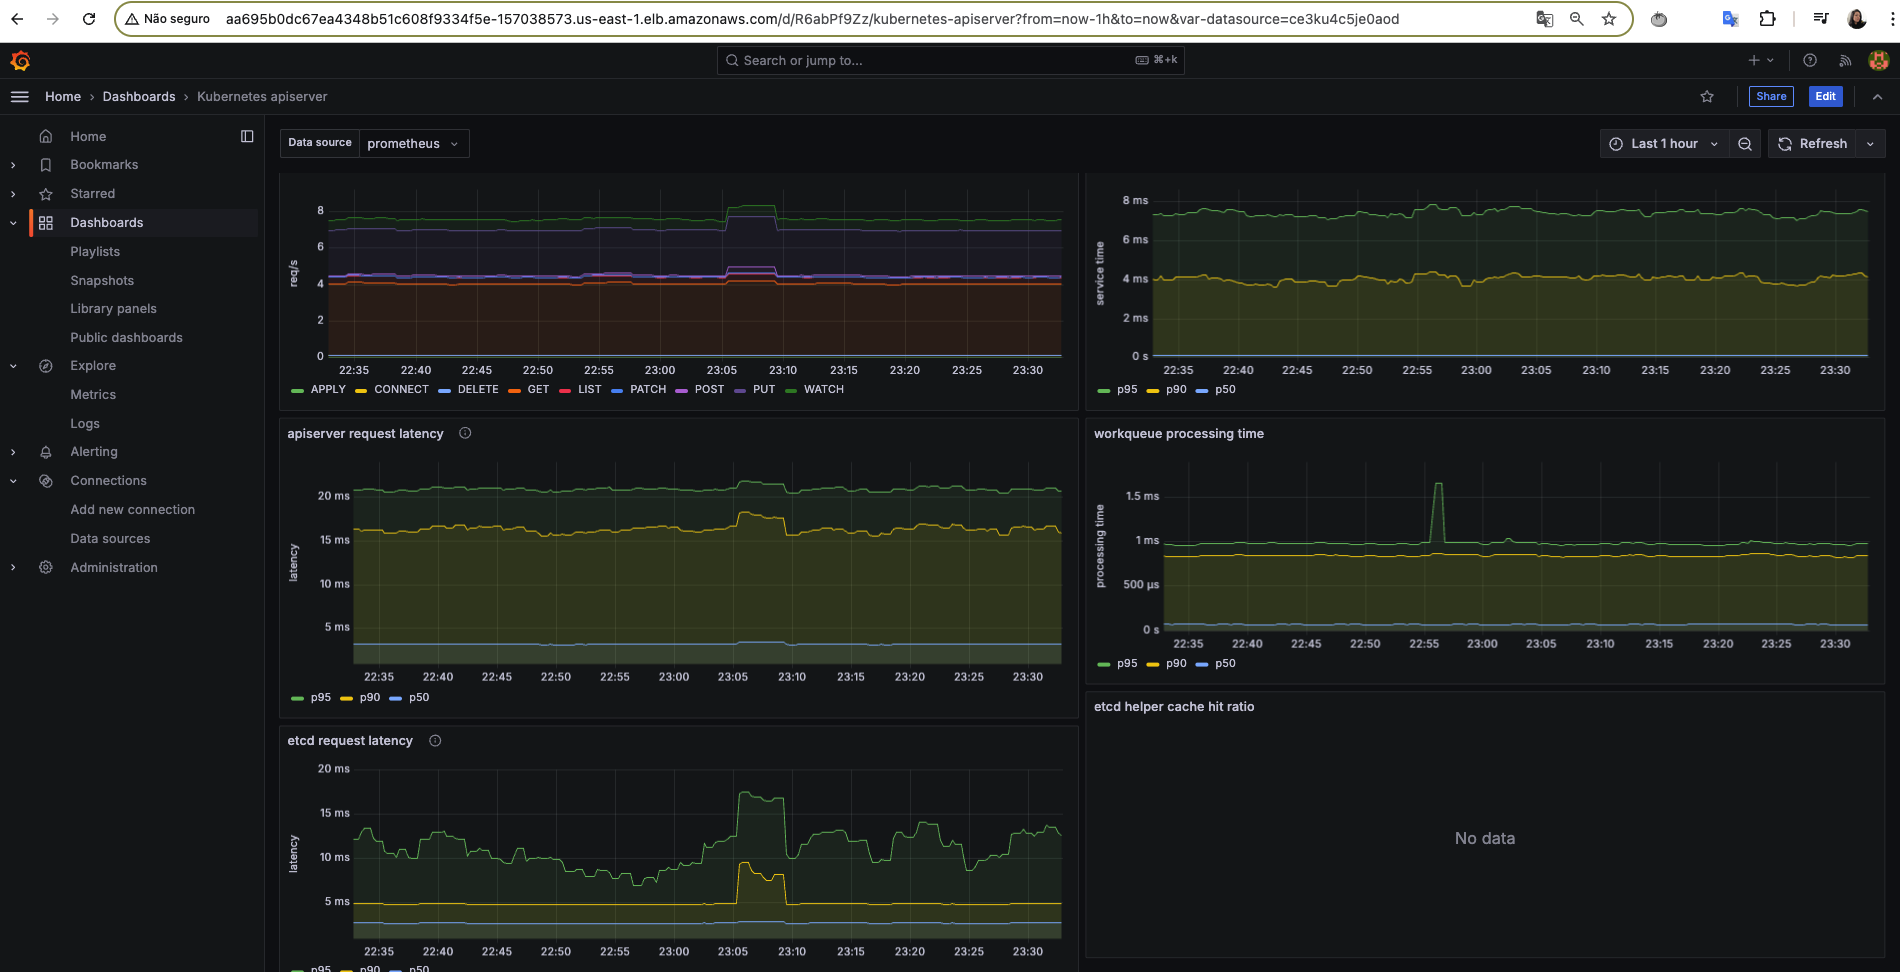 Não seguro
aa695b0dc67ea4348b51c608f9334f5e-157038573.us-east-1.elb.amazonaws.com/d/R6abPf9Zz/kubernetes-apiserver?from=now-1h&to=now&var-datasource=ce3ku4c5je0aod
Search or jump to...
⌘+k
Home › Dashboards › Kubernetes apiserver
Share
Edit
Home
Bookmarks
Starred
Dashboards
Playlists
Snapshots
Library panels
Public dashboards
Explore
Metrics
Logs
Alerting
Connections
Add new connection
Data sources
Administration
Data source
prometheus
Last 1 hour
Refresh
req/s
8
6
4
2
0
22:35 22:40 22:45 22:50 22:55 23:00 23:05 23:10 23:15 23:20 23:25 23:30
APPLY CONNECT DELETE GET LIST PATCH POST PUT WATCH
service time
8 ms
6 ms
4 ms
2 ms
0 s
22:35 22:40 22:45 22:50 22:55 23:00 23:05 23:10 23:15 23:20 23:25 23:30
p95 p90 p50
apiserver request latency
latency
20 ms
15 ms
10 ms
5 ms
22:35 22:40 22:45 22:50 22:55 23:00 23:05 23:10 23:15 23:20 23:25 23:30
p95 p90 p50
workqueue processing time
processing time
1.5 ms
1 ms
500 µs
0 s
22:35 22:40 22:45 22:50 22:55 23:00 23:05 23:10 23:15 23:20 23:25 23:30
p95 p90 p50
etcd request latency
latency
20 ms
15 ms
10 ms
5 ms
22:35 22:40 22:45 22:50 22:55 23:00 23:05 23:10 23:15 23:20 23:25 23:30
p95 p90 p50
etcd helper cache hit ratio
No data